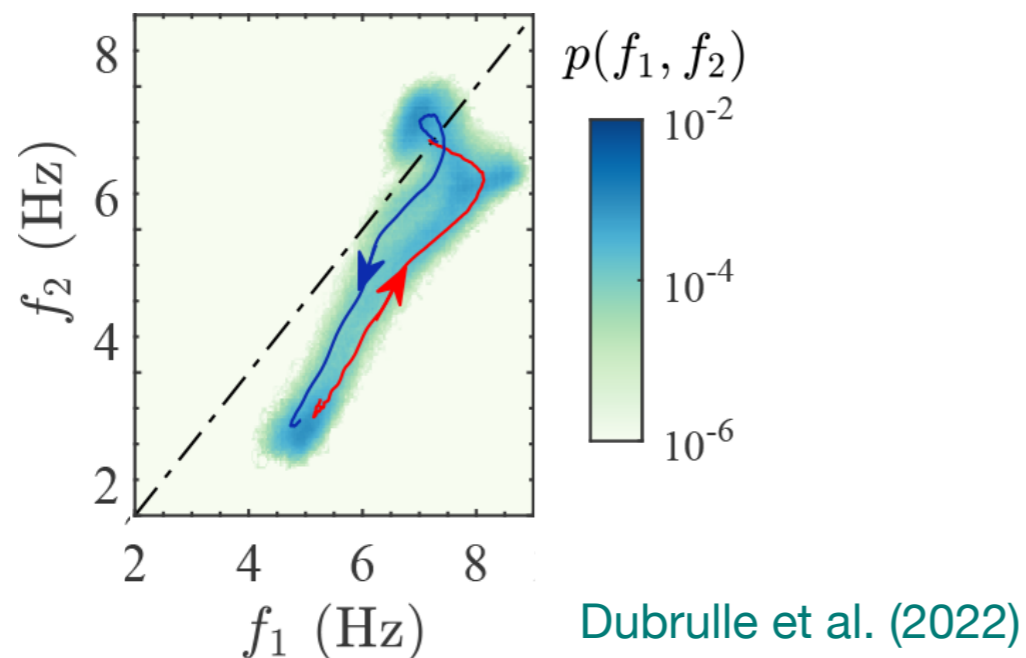 8
6
4
2
f₂ (Hz)
2 4 6 8
f₁ (Hz)
p(f₁, f₂)
10⁻²
10⁻⁴
10⁻⁶
Dubrulle et al. (2022)